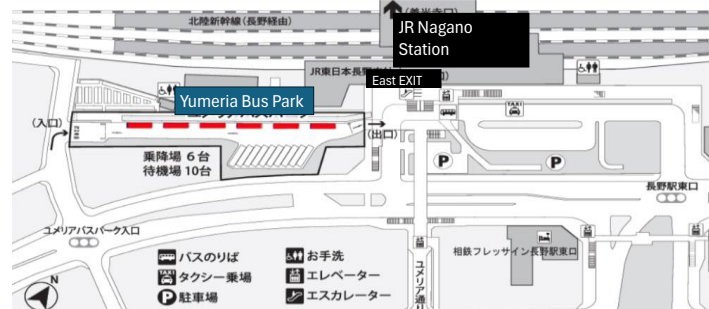 北陸新幹線(長野経由)
JR Nagano
Station
JR東日本長野
East EXIT
Yumeria Bus Park
(入口)
(出口)
乗降場 6台
待機場 10台
TAXI
P
P
長野駅東口
ユメリアバスパーク入口
相鉄フレッサイン長野駅東口
ユメリア通り
バスのりば
お手洗
TAXI
タクシー乗場
エレベーター
P
駐車場
エスカレーター
N